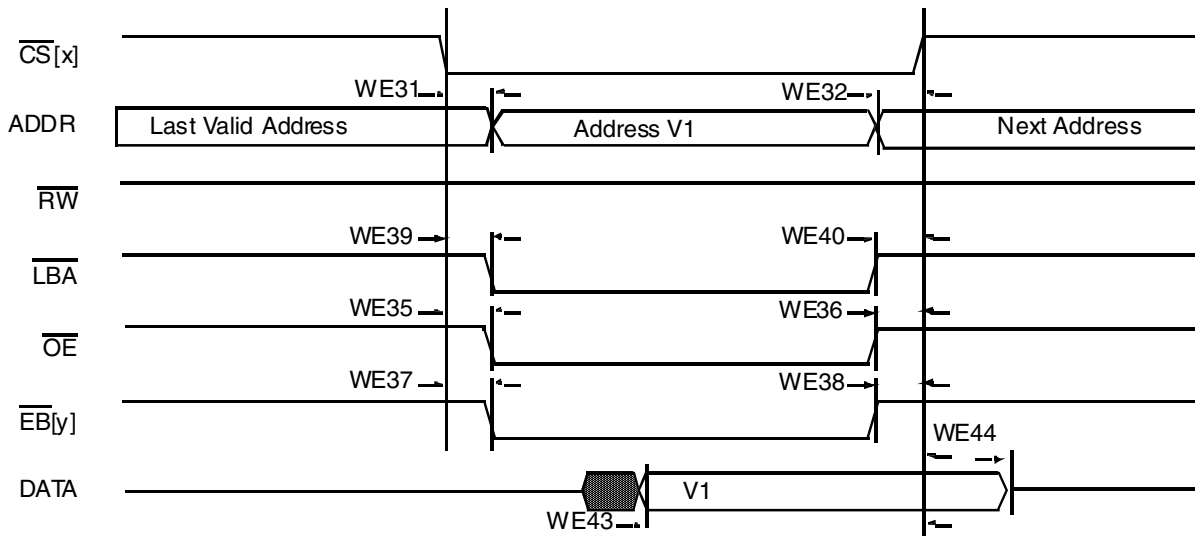 CS[x]
WE31
WE32
ADDR
Last Valid Address
Address V1
Next Address
RW
WE39
WE40
LBA
WE35
WE36
OE
WE37
WE38
EB[y]
WE44
DATA
V1
WE43